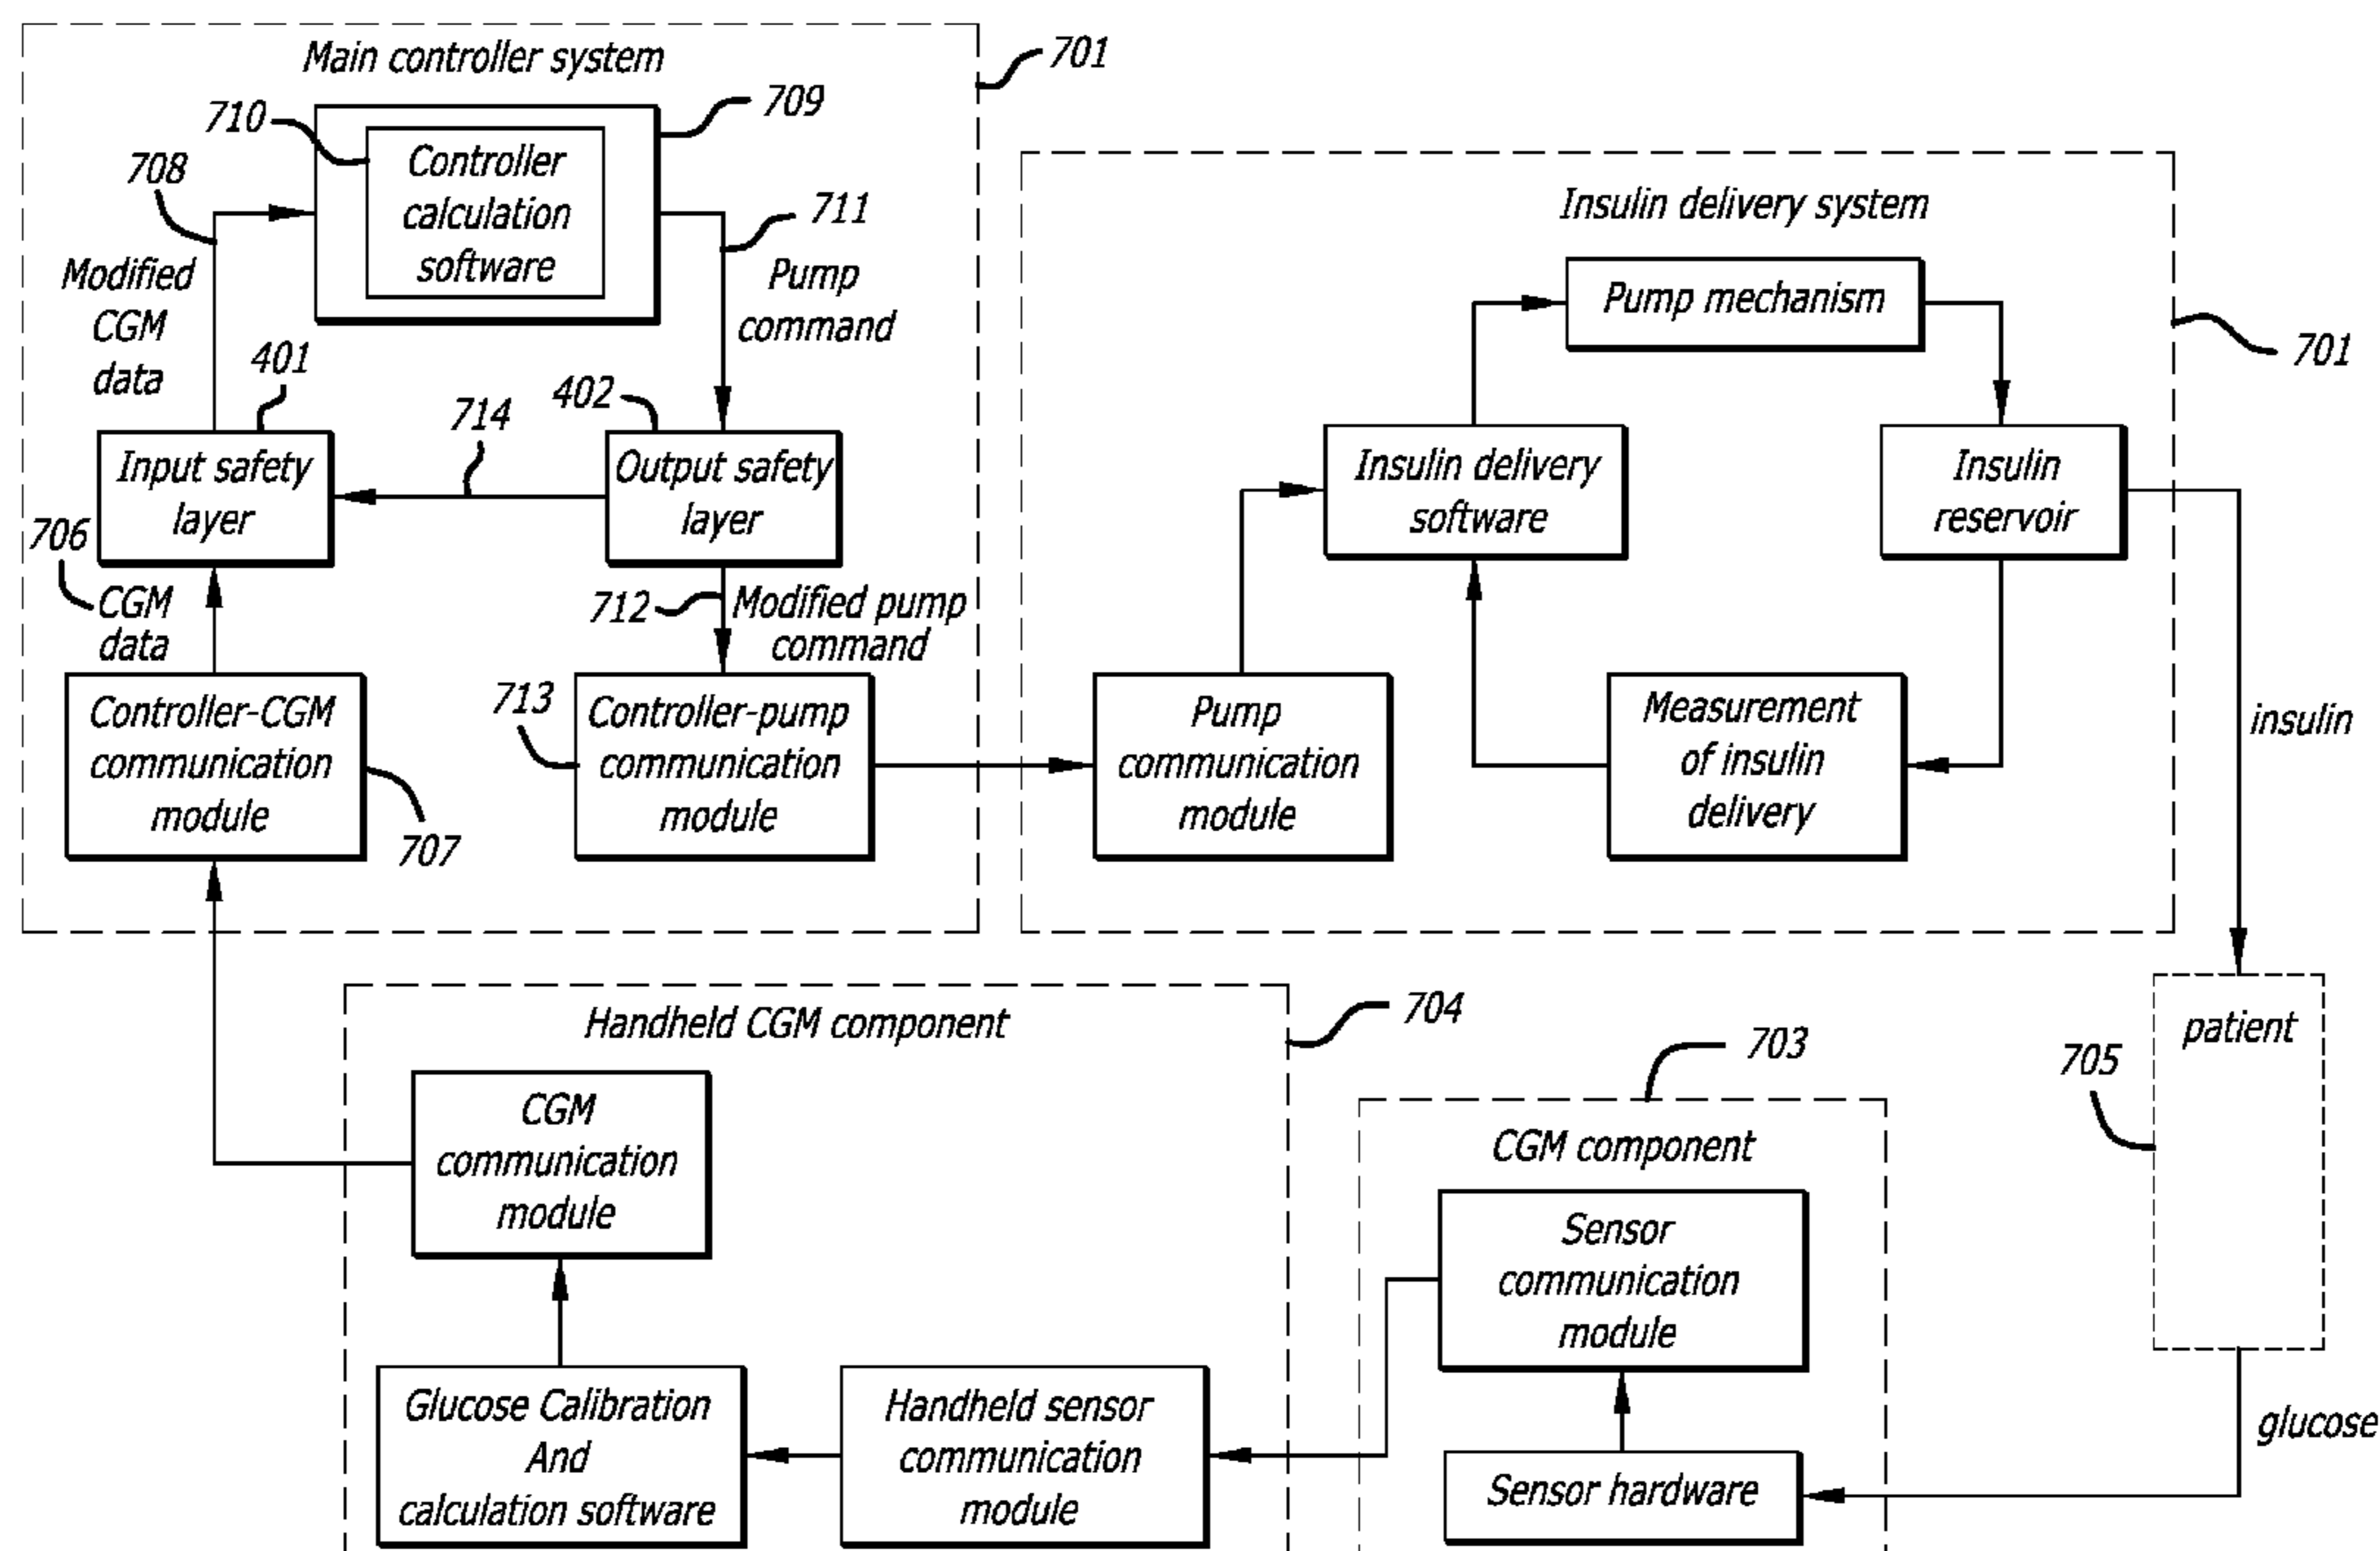 Main controller system
701
709
710
Controller
calculation
software
708
711
Modified
CGM
data
Pump
command
401
402
714
Input safety
layer
Output safety
layer
706
CGM
data
712
Modified pump
command
Controller-CGM
communication
module
707
713
Controller-pump
communication
module
Insulin delivery system
701
Pump mechanism
Insulin delivery
software
Insulin
reservoir
Pump
communication
module
Measurement
of insulin
delivery
insulin
patient
705
glucose
Handheld CGM component
704
CGM
communication
module
Glucose Calibration
And
calculation software
Handheld sensor
communication
module
703
CGM component
Sensor
communication
module
Sensor hardware